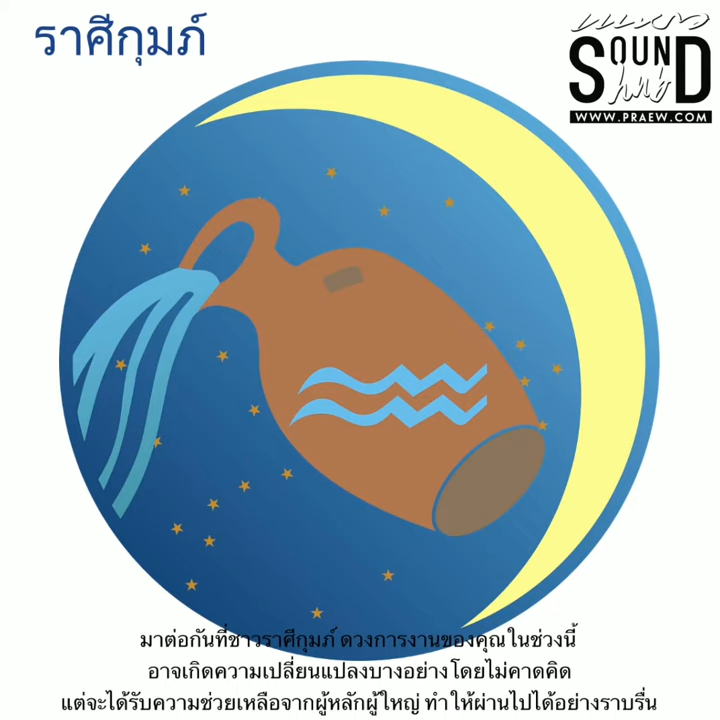 ราศีกุมภ์
แพรว
SOUND
hub
WWW.PRAEW.COM
มาต่อกันที่ชาวราศีกุมภ์ ดวงการงานของคุณในช่วงนี้
อาจเกิดความเปลี่ยนแปลงบางอย่างโดยไม่คาดคิด
แต่จะได้รับความช่วยเหลือจากผู้หลักผู้ใหญ่ ทำให้ผ่านไปได้อย่างราบรื่น